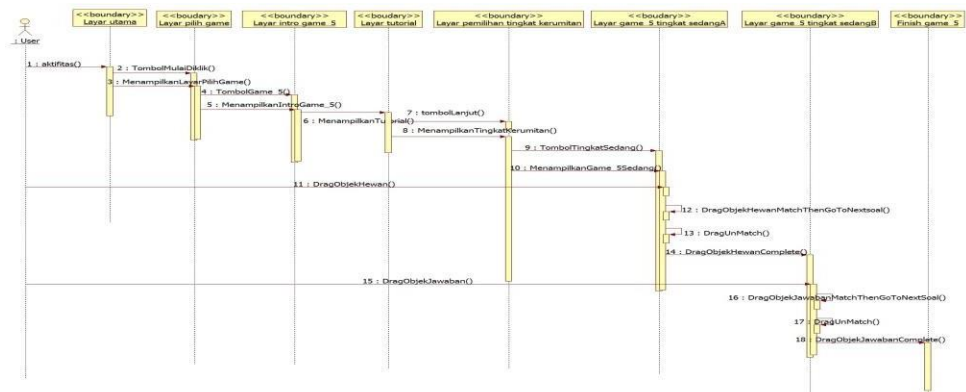 <<boudary>>
Layar utama
<<boundary>>
Layar pilih game
<<boundary>>
Layar intro game_5
<<boudary>>
Layar tutorial
<<boundary>>
Layar pemilihan tingkat kerumitan
<<boundary>>
Layar game_5 tingkat sedangA
<<boundary>>
Layar game_5 tingkat sedangB
<<boudary>>
Finish game_5
: User
1 : aktifitas()
2 : TombolMulaiDiklik()
3 : MenampilkanLayarPilihGame()
4 : TombolGame_5()
5 : MenampilkanIntroGame_5()
6 : MenampilkanTutorial()
7 : tombolLanjut()
8 : MenampilkanTingkatKerumitan()
9 : TombolTingkatSedang()
10 : MenampilkanGame_5Sedang()
11 : DragObjekHewan()
12 : DragObjekHewanMatchThenGoToNextsoal()
13 : DragUnMatch()
14 : DragObjekHewanComplete()
15 : DragObjekJawaban()
16 : DragObjekJawabanMatchThenGoToNextSoal()
17 : DragUnMatch()
18 : DragObjekJawabanComplete()